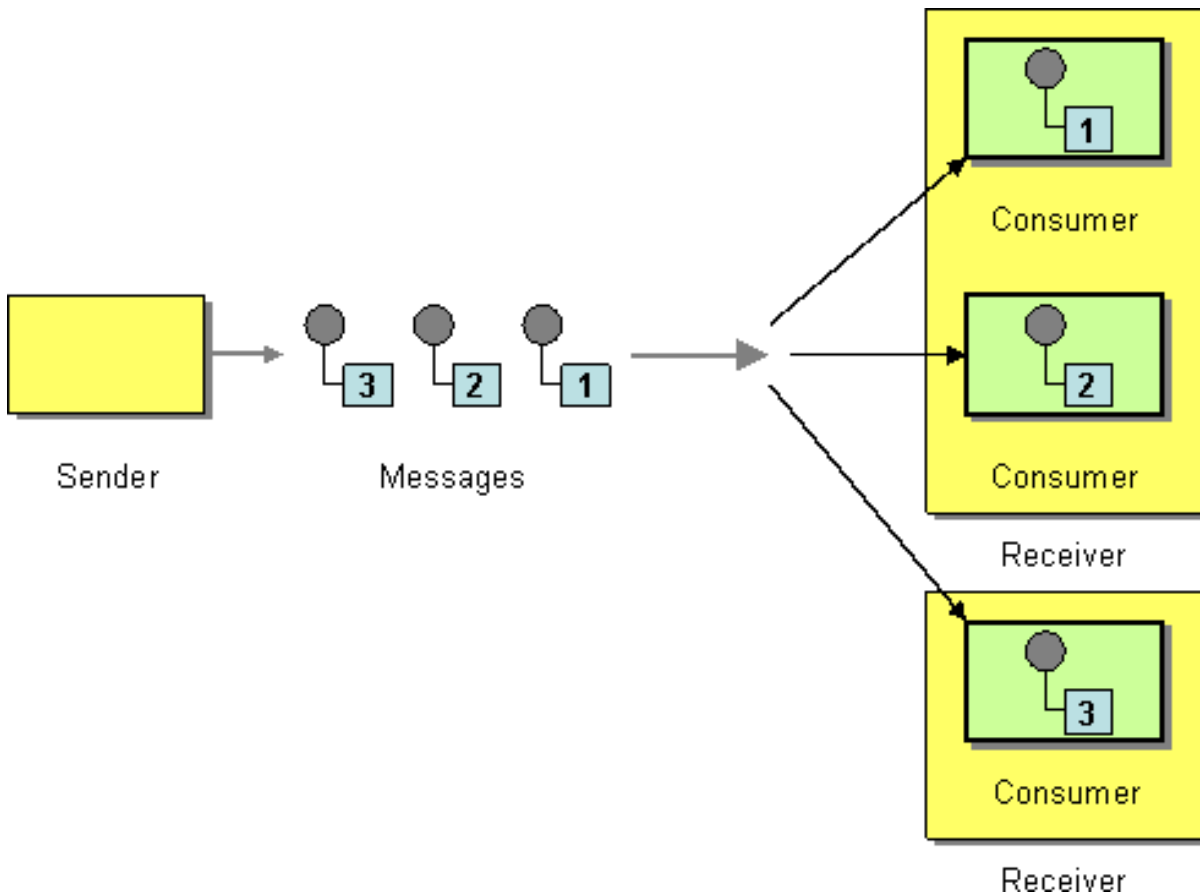 1
Consumer
3 2 1
2
Sender
Messages
Consumer
Receiver
3
Consumer
Receiver